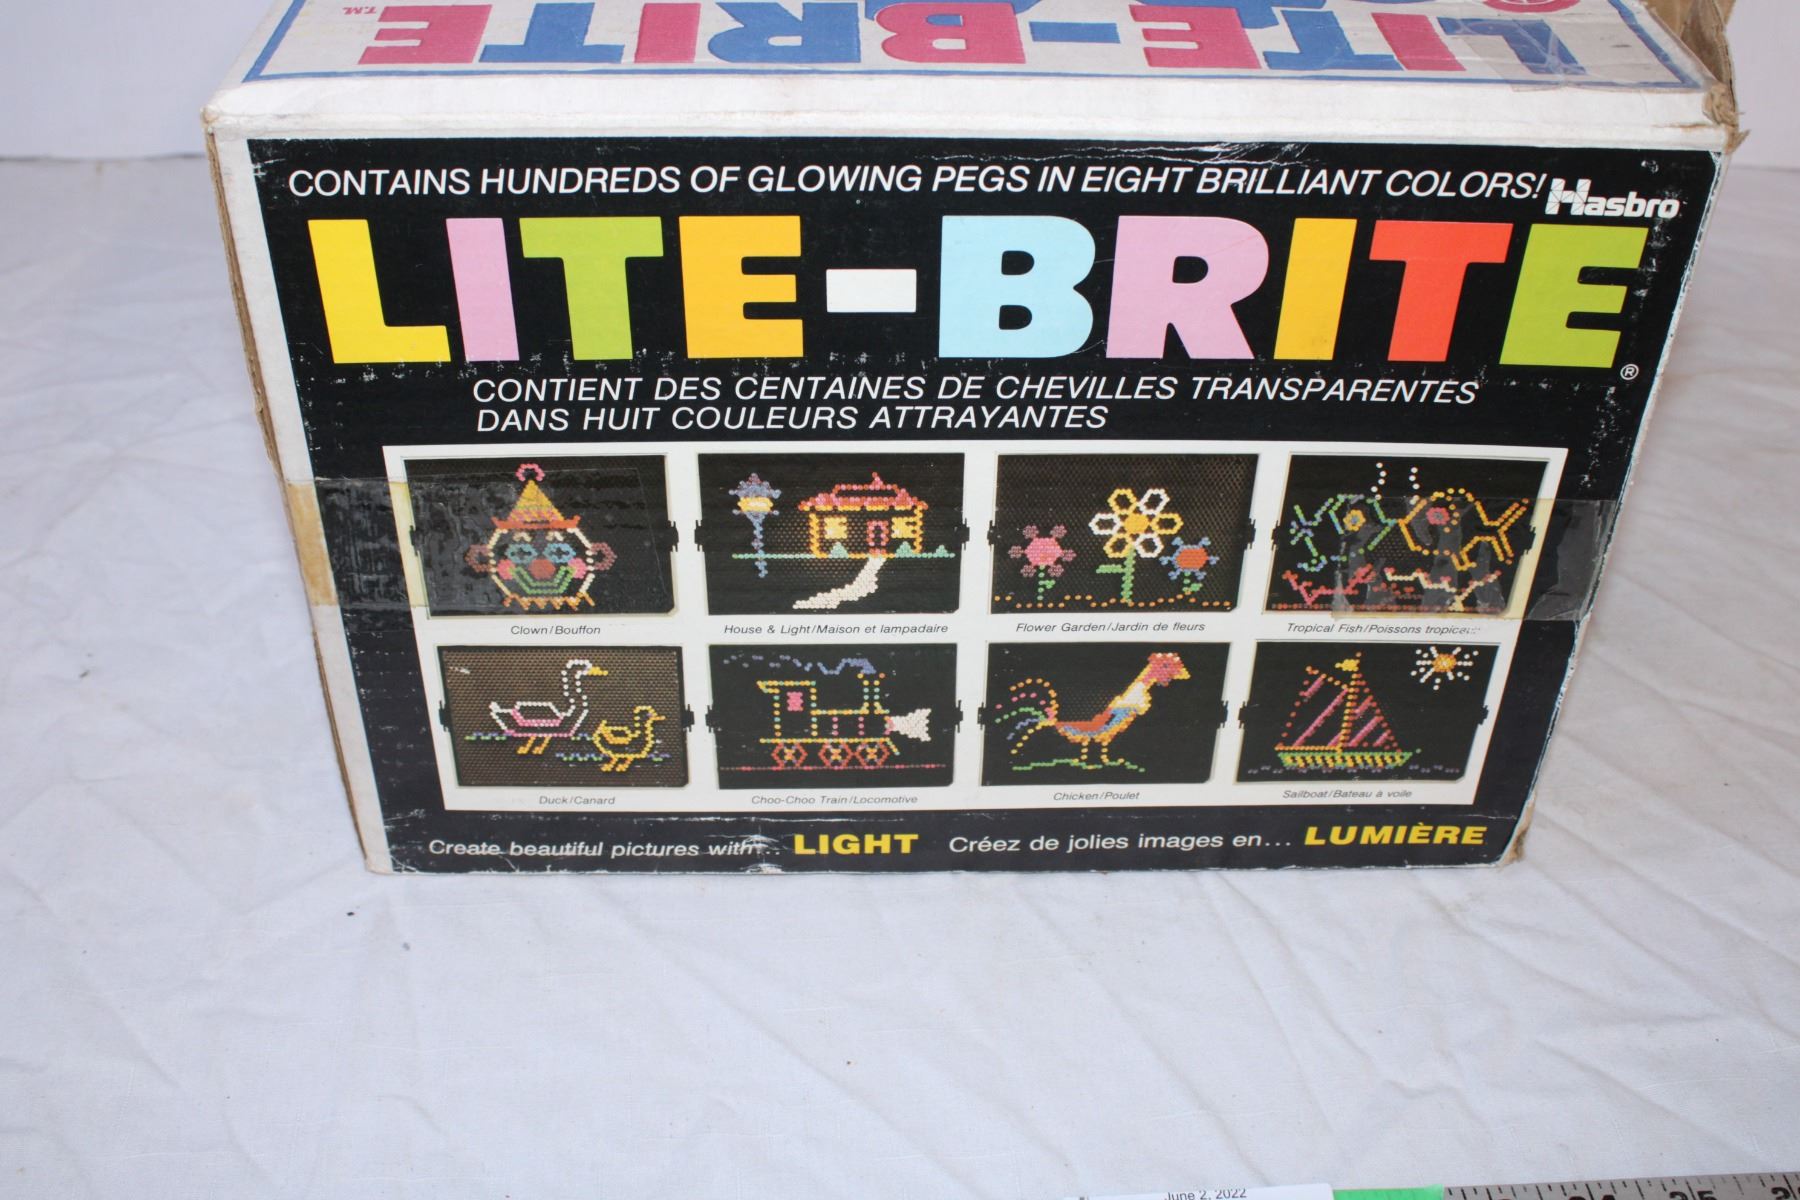 LITE-BRITE T.M.
CONTAINS HUNDREDS OF GLOWING PEGS IN EIGHT BRILLIANT COLORS!
Hasbro
LITE-BRITE®
CONTIENT DES CENTAINES DE CHEVILLES TRANSPARENTES
DANS HUIT COULEURS ATTRAYANTES
Clown/Bouffon
House & Light/Maison et lampadaire
Flower Garden/Jardin de fleurs
Tropical Fish/Poissons
Duck/Canard
Choo-Choo Train/Locomotive
Chicken/Poulet
Sailboat/Bateau à voile
Create beautiful pictures with... LIGHT
Créez de jolies images en... LUMIÈRE
June 2, 2022